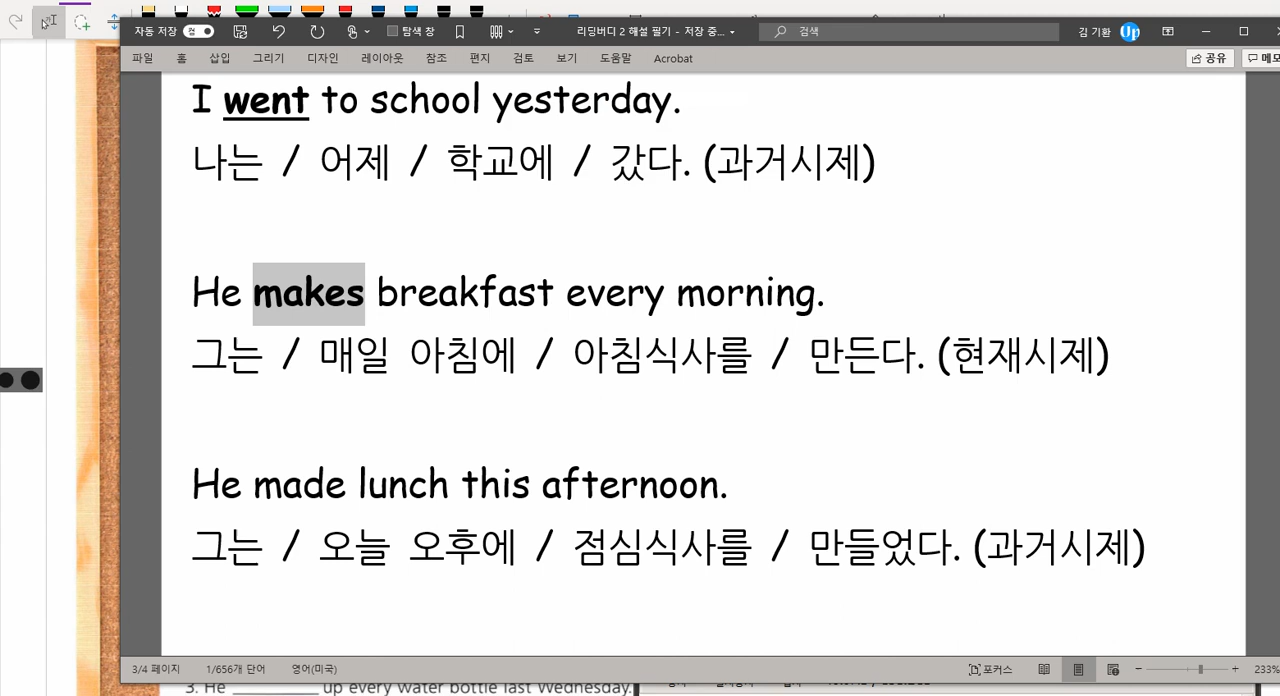 자동 저장 켬 탐색 창 리딩버디 2 해설 필기 - 저장 중... 검색 김 기환 Up
파일 홈 삽입 그리기 디자인 레이아웃 참조 편지 검토 보기 도움말 Acrobat 공유 메모
I went to school yesterday.
나는 / 어제 / 학교에 / 갔다. (과거시제)
He makes breakfast every morning.
그는 / 매일 아침에 / 아침식사를 / 만든다. (현재시제)
He made lunch this afternoon.
그는 / 오늘 오후에 / 점심식사를 / 만들었다. (과거시제)
3/4 페이지 1/656개 단어 영어(미국) 포커스 233%
3. He ________ up every water bottle last Wednesday.